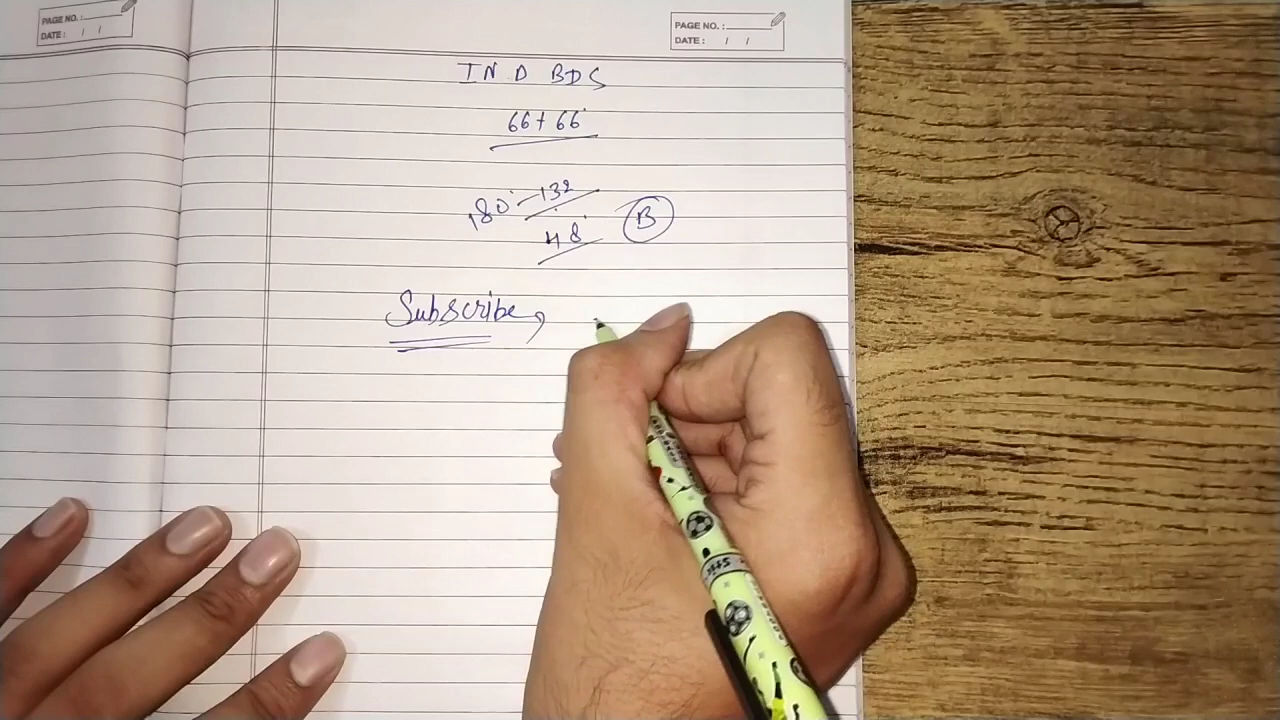 PAGE NO. :
DATE : / /
PAGE NO. :
DATE : / /
IN D BDS
66 + 66°
180° - 132
48°
B
Subscribe,